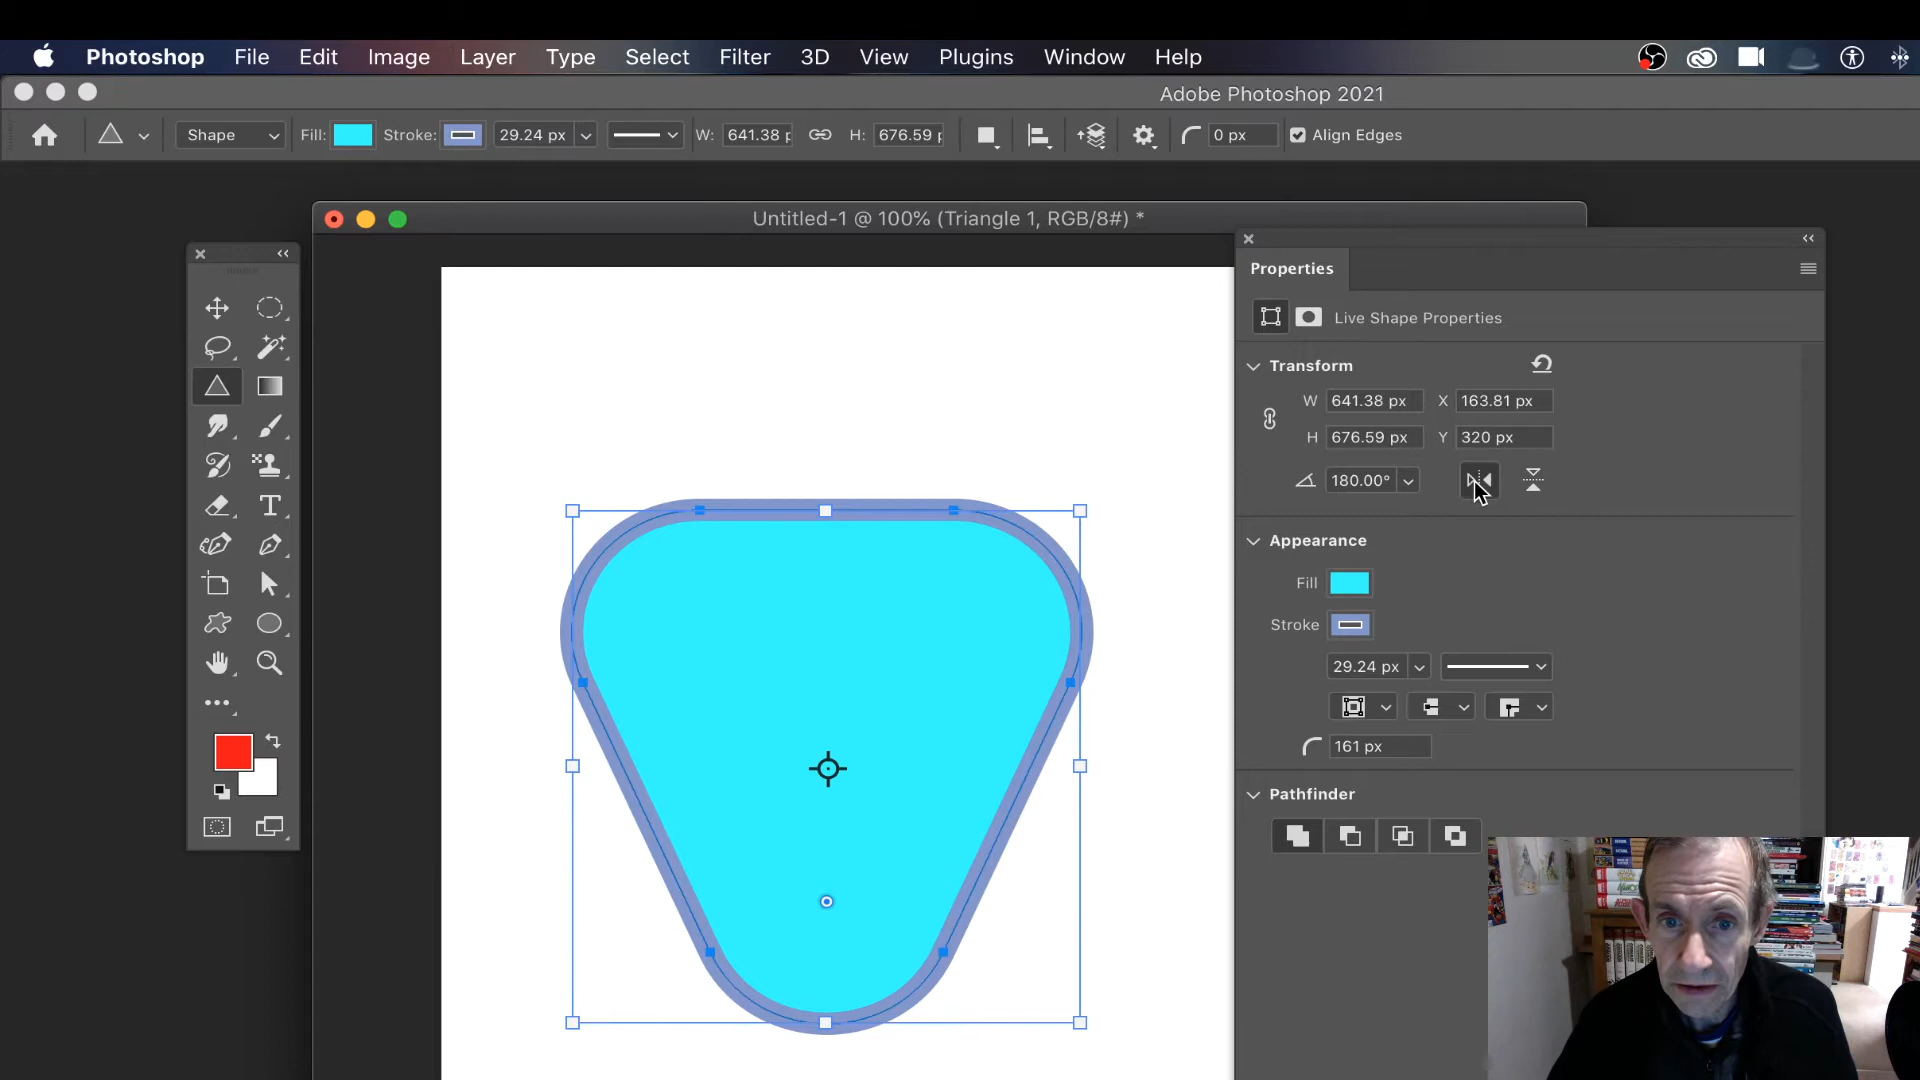 Photoshop File Edit Image Layer Type Select Filter 3D View Plugins Window Help
Adobe Photoshop 2021
Shape Fill: Stroke: 29.24 px W: 641.38 p H: 676.59 p 0 px Align Edges
Untitled-1 @ 100% (Triangle 1, RGB/8#) *
Properties
Live Shape Properties
Transform
W 641.38 px X 163.81 px
H 676.59 px Y 320 px
180.00°
Appearance
Fill
Stroke
29.24 px
161 px
Pathfinder